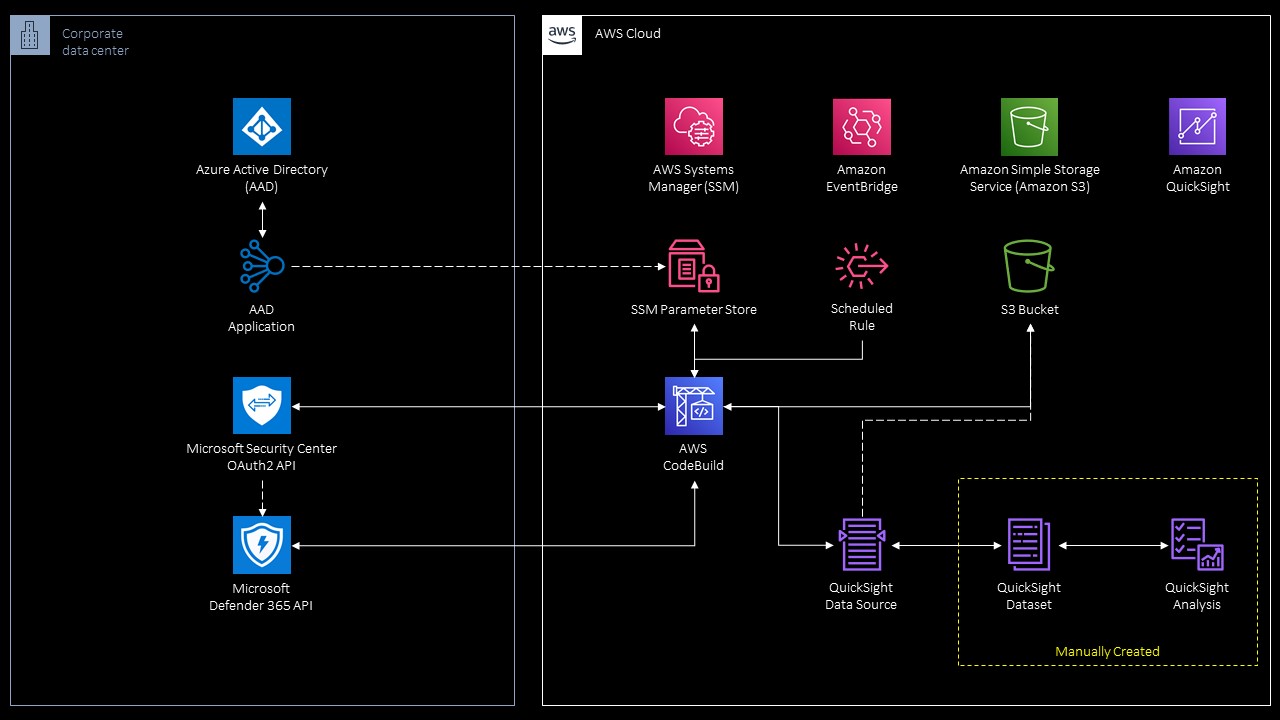 Corporate
data center
aws
AWS Cloud
Azure Active Directory
(AAD)
AWS Systems
Manager (SSM)
Amazon
EventBridge
Amazon Simple Storage
Service (Amazon S3)
Amazon
QuickSight
AAD
Application
SSM Parameter Store
Scheduled
Rule
S3 Bucket
Microsoft Security Center
OAuth2 API
AWS
CodeBuild
Microsoft
Defender 365 API
QuickSight
Data Source
QuickSight
Dataset
QuickSight
Analysis
Manually Created